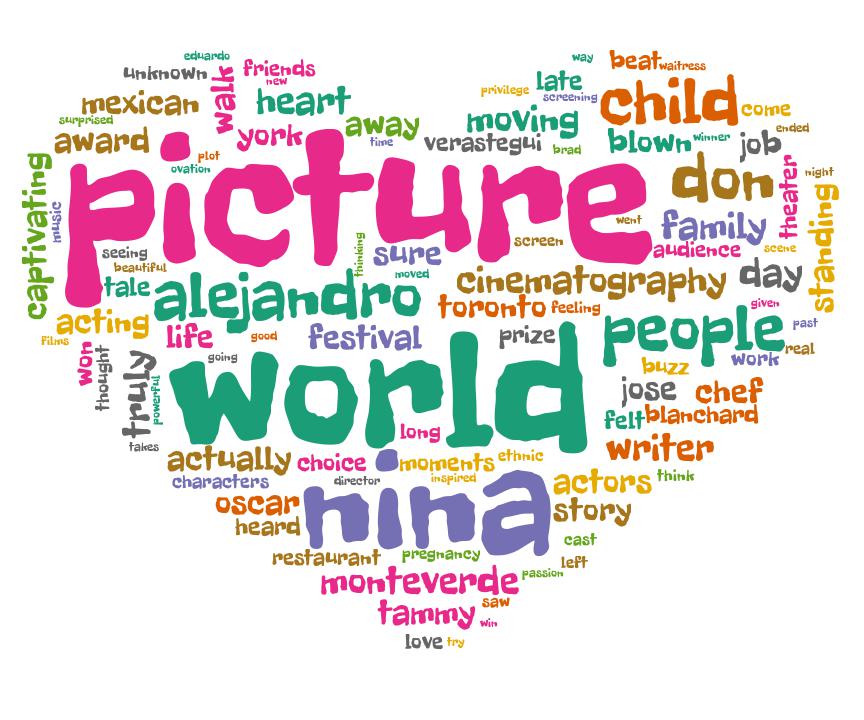 eduardo
unknown
walk
friends
new
way
beat
waitress
mexican
heart
privilege
late
screening
child
come
surprised
award
york
away
time
moving
verastegui
brad
blown
winner
job
ended
plot
ovation
picture
captivating
music
don
theater
night
standing
went
family
audience
scene
seeing
beautiful
thinking
sure
moved
screen
tale
alejandro
cinematography
day
toronto
feeling
given
acting
films
life
good
festival
prize
people
past
real
work
buzz
won
thought
truly
powerful
going
world
jose
chef
felt
blanchard
takes
long
writer
actually
choice
moments
ethnic
characters
director
inspired
actors
think
oscar
heard
nina
story
restaurant
pregnancy
cast
left
monteverde
passion
tammy
saw
win
love
try